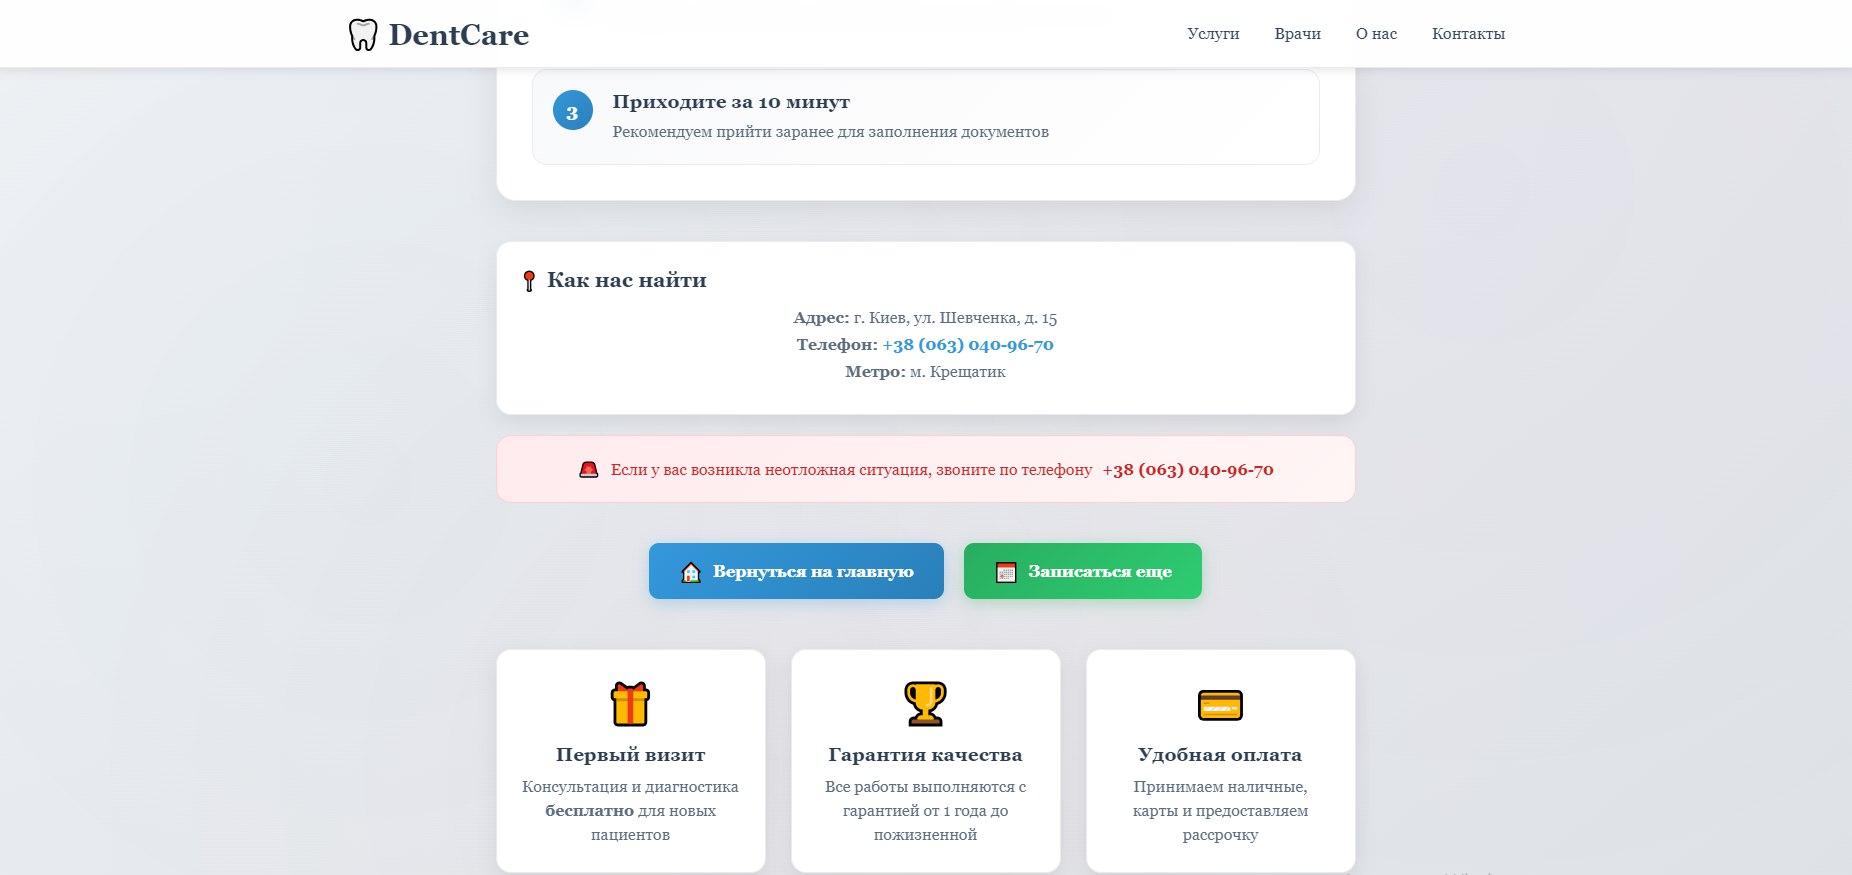 DentCare
Услуги
Врачи
О нас
Контакты
3
Приходите за 10 минут
Рекомендуем прийти заранее для заполнения документов
Как нас найти
Адрес: г. Киев, ул. Шевченка, д. 15
Телефон: +38 (063) 040-96-70
Метро: м. Крещатик
Если у вас возникла неотложная ситуация, звоните по телефону +38 (063) 040-96-70
Вернуться на главную
Записаться еще
Первый визит
Консультация и диагностика
бесплатно для новых
пациентов
Гарантия качества
Все работы выполняются с
гарантией от 1 года до
пожизненной
Удобная оплата
Принимаем наличные,
карты и предоставляем
рассрочку